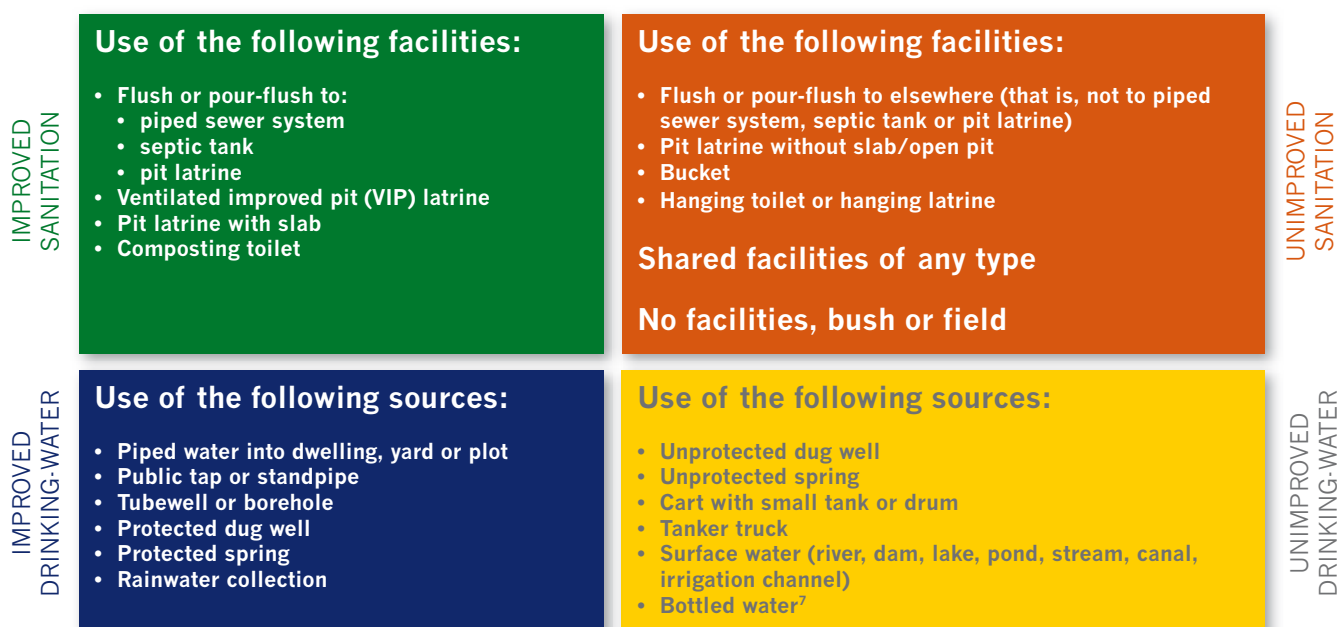 IMPROVED
SANITATION
Use of the following facilities:
• Flush or pour-flush to:
• piped sewer system
• septic tank
• pit latrine
• Ventilated improved pit (VIP) latrine
• Pit latrine with slab
• Composting toilet
Use of the following facilities:
• Flush or pour-flush to elsewhere (that is, not to piped
sewer system, septic tank or pit latrine)
• Pit latrine without slab/open pit
• Bucket
• Hanging toilet or hanging latrine
Shared facilities of any type
No facilities, bush or field
UNIMPROVED
SANITATION
IMPROVED
DRINKING-WATER
Use of the following sources:
• Piped water into dwelling, yard or plot
• Public tap or standpipe
• Tubewell or borehole
• Protected dug well
• Protected spring
• Rainwater collection
Use of the following sources:
• Unprotected dug well
• Unprotected spring
• Cart with small tank or drum
• Tanker truck
• Surface water (river, dam, lake, pond, stream, canal,
irrigation channel)
• Bottled water⁷
UNIMPROVED
DRINKING-WATER